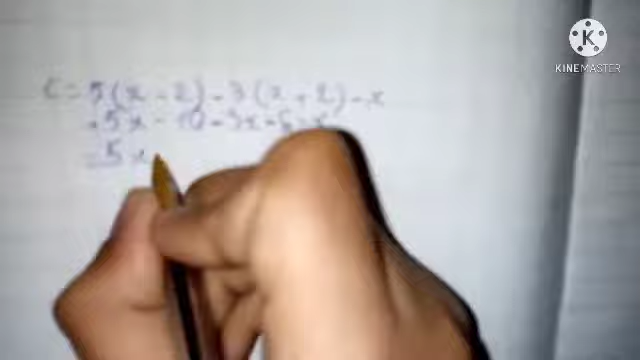 C = 5(x - 2) - 3(x + 2) - x
= 5x - 10 - 3x - 6 - x
= 5x
KINEMASTER